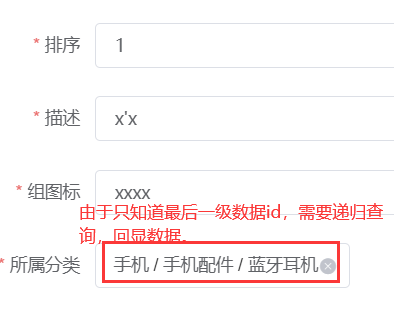 * 排序 1
* 描述 x'x
* 组图标 xxxx
由于只知道最后一级数据id，需要递归查
询，回显数据。
* 所属分类 手机 / 手机配件 / 蓝牙耳机